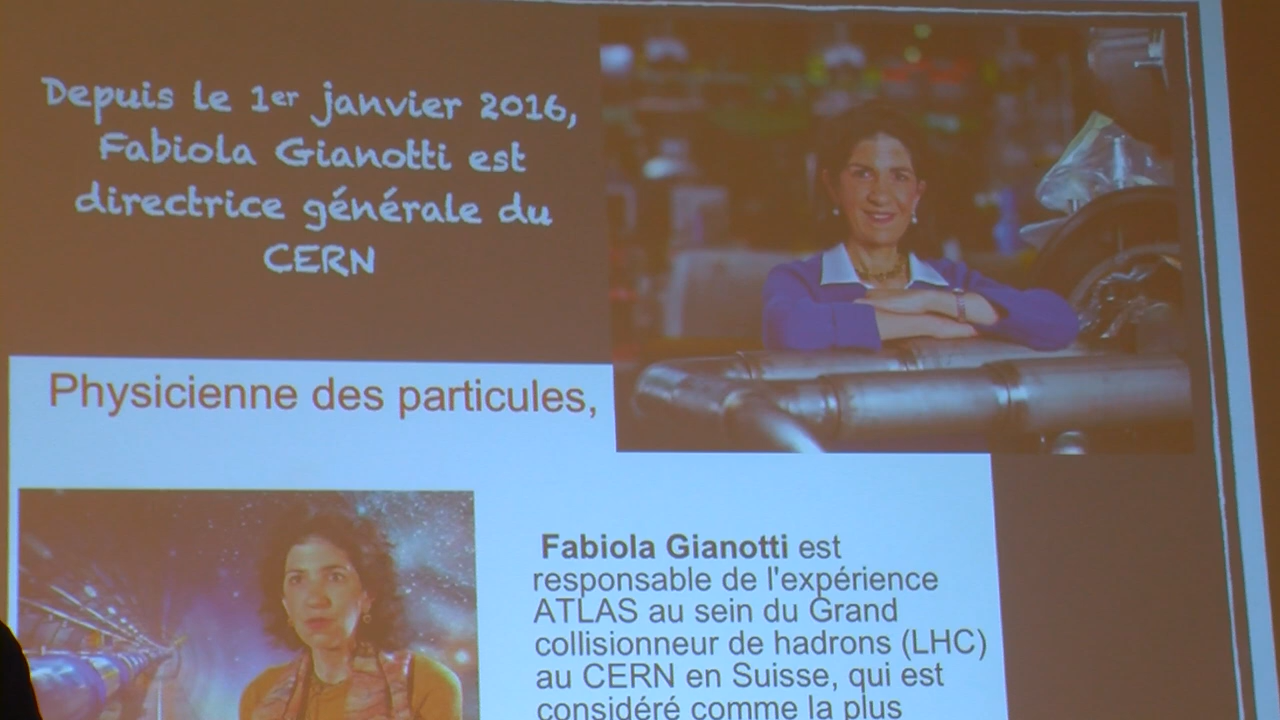 Depuis le 1er janvier 2016,
Fabiola Gianotti est
directrice générale du
CERN
Physicienne des particules,
Fabiola Gianotti est
responsable de l'expérience
ATLAS au sein du Grand
collisionneur de hadrons (LHC)
au CERN en Suisse, qui est
considéré comme la plus